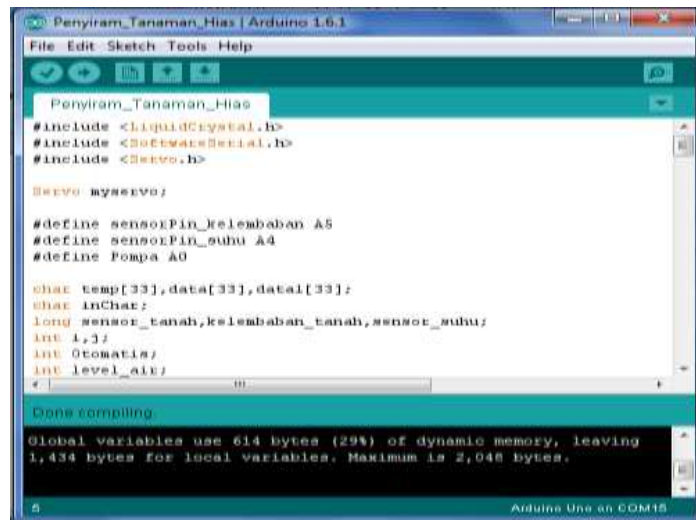 Penyiram_Tanaman_Hias | Arduino 1.6.1
File Edit Sketch Tools Help
Penyiram_Tanaman_Hias
#include <LiquidCrystal.h>
#include <SoftwareSerial.h>
#include <Servo.h>
Servo myservo;
#define sensorPin_kelembaban A5
#define sensorPin_suhu A4
#define Pompa A0
char temp[33],data[33],data1[33];
char inChar;
long sensor_tanah,kelembaban_tanah,sensor_suhu;
int i,j;
int Otomatis;
int level_air;
Done compiling.
Global variables use 614 bytes (29%) of dynamic memory, leaving
1,434 bytes for local variables. Maximum is 2,048 bytes.
Arduino Uno on COM15